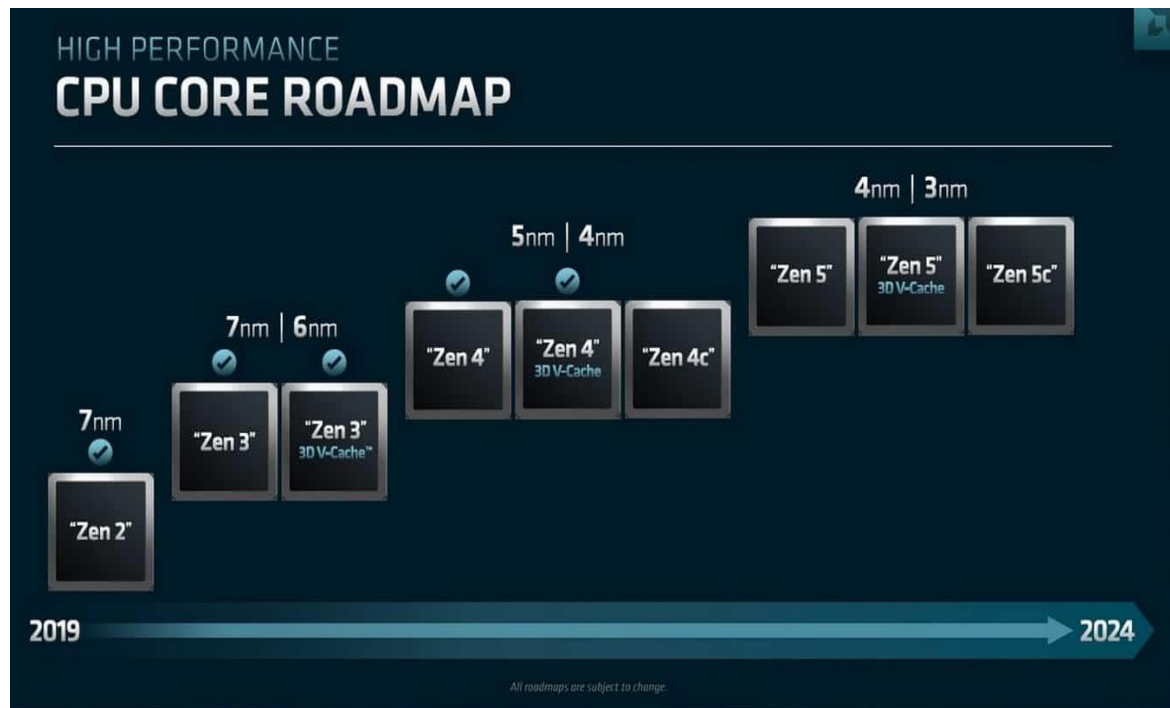 HIGH PERFORMANCE
CPU CORE ROADMAP
7nm
"Zen 2"
7nm | 6nm
"Zen 3"
"Zen 3"
3D V-Cache™
5nm | 4nm
"Zen 4"
"Zen 4"
3D V-Cache
"Zen 4c"
4nm | 3nm
"Zen 5"
"Zen 5"
3D V-Cache
"Zen 5c"
2019
2024
All roadmaps are subject to change.